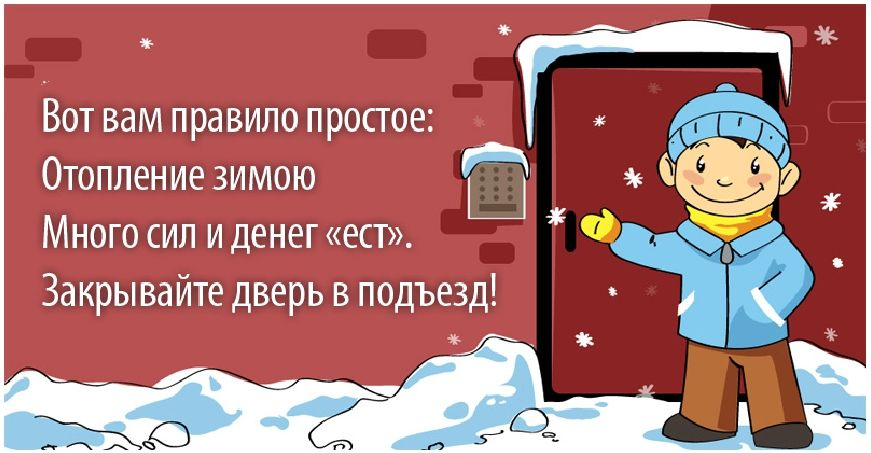 Вот вам правило простое:
Отопление зимою
Много сил и денег «ест».
Закрывайте дверь в подъезд!